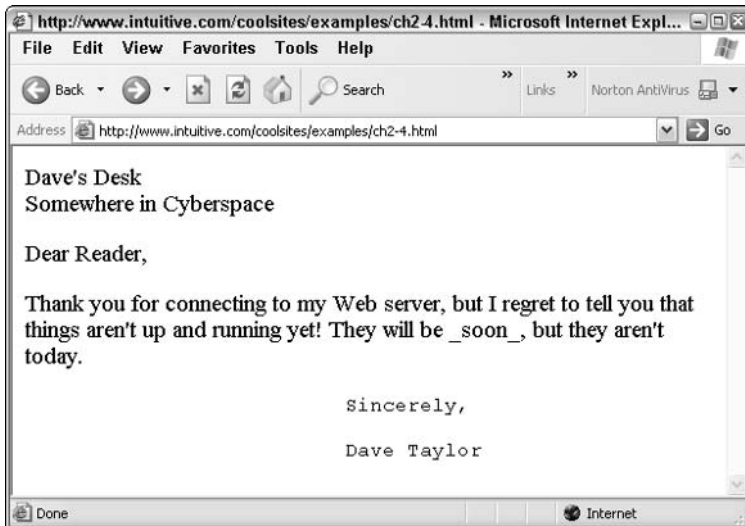 http://www.intuitive.com/coolsites/examples/ch2-4.html - Microsoft Internet Expl...
File Edit View Favorites Tools Help
Back Search » Links » Norton AntiVirus
Address http://www.intuitive.com/coolsites/examples/ch2-4.html Go
Dave's Desk
Somewhere in Cyberspace
Dear Reader,
Thank you for connecting to my Web server, but I regret to tell you that
things aren't up and running yet! They will be _soon_, but they aren't
today.
Sincerely,
Dave Taylor
Done Internet